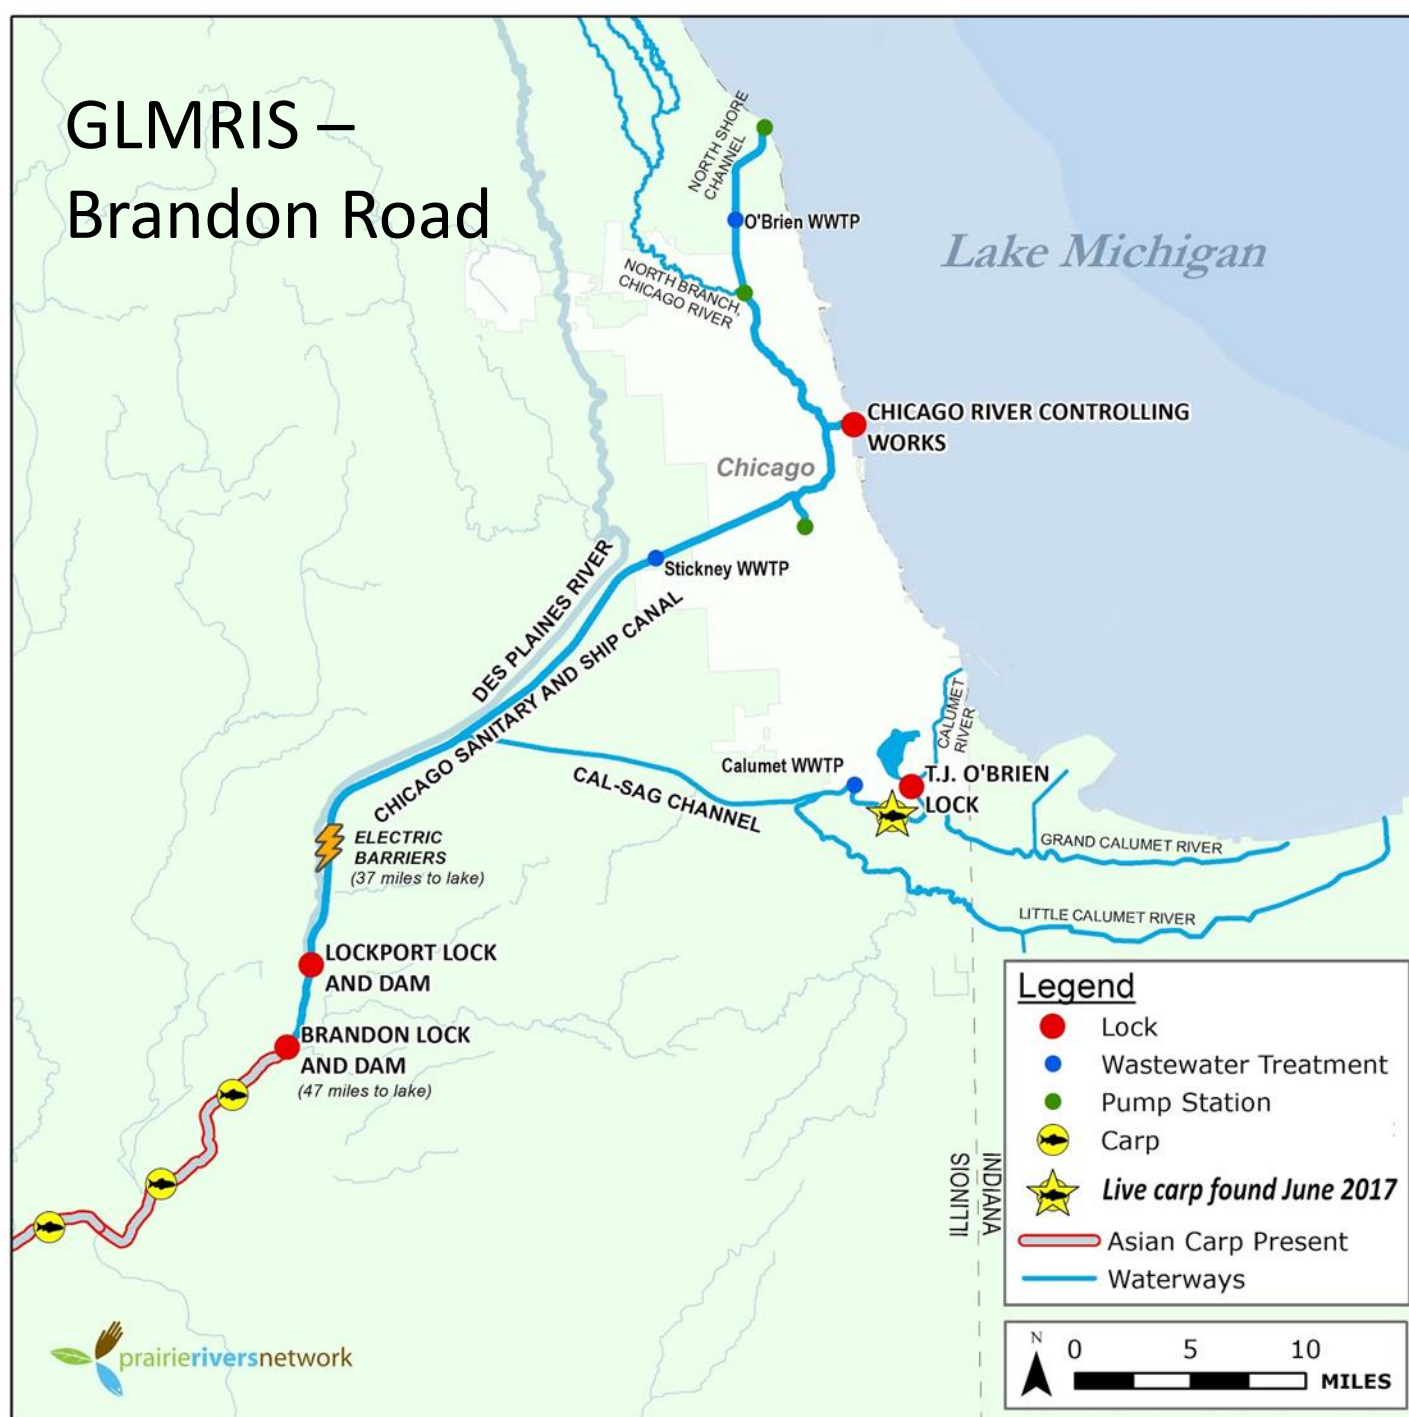 GLMRIS –
Brandon Road
NORTH SHORE
CHANNEL
O'Brien WWTP
Lake Michigan
NORTH BRANCH,
CHICAGO RIVER
CHICAGO RIVER CONTROLLING
WORKS
Chicago
Stickney WWTP
DES PLAINES RIVER
CHICAGO SANITARY AND SHIP CANAL
CALUMET
RIVER
Calumet WWTP
T.J. O'BRIEN
LOCK
CAL-SAG CHANNEL
ELECTRIC
BARRIERS
(37 miles to lake)
GRAND CALUMET RIVER
LITTLE CALUMET RIVER
LOCKPORT LOCK
AND DAM
BRANDON LOCK
AND DAM
(47 miles to lake)
Legend
Lock
Wastewater Treatment
Pump Station
Carp
Live carp found June 2017
Asian Carp Present
Waterways
ILLINOIS
INDIANA
prairieriversnetwork
N
0 5 10
MILES